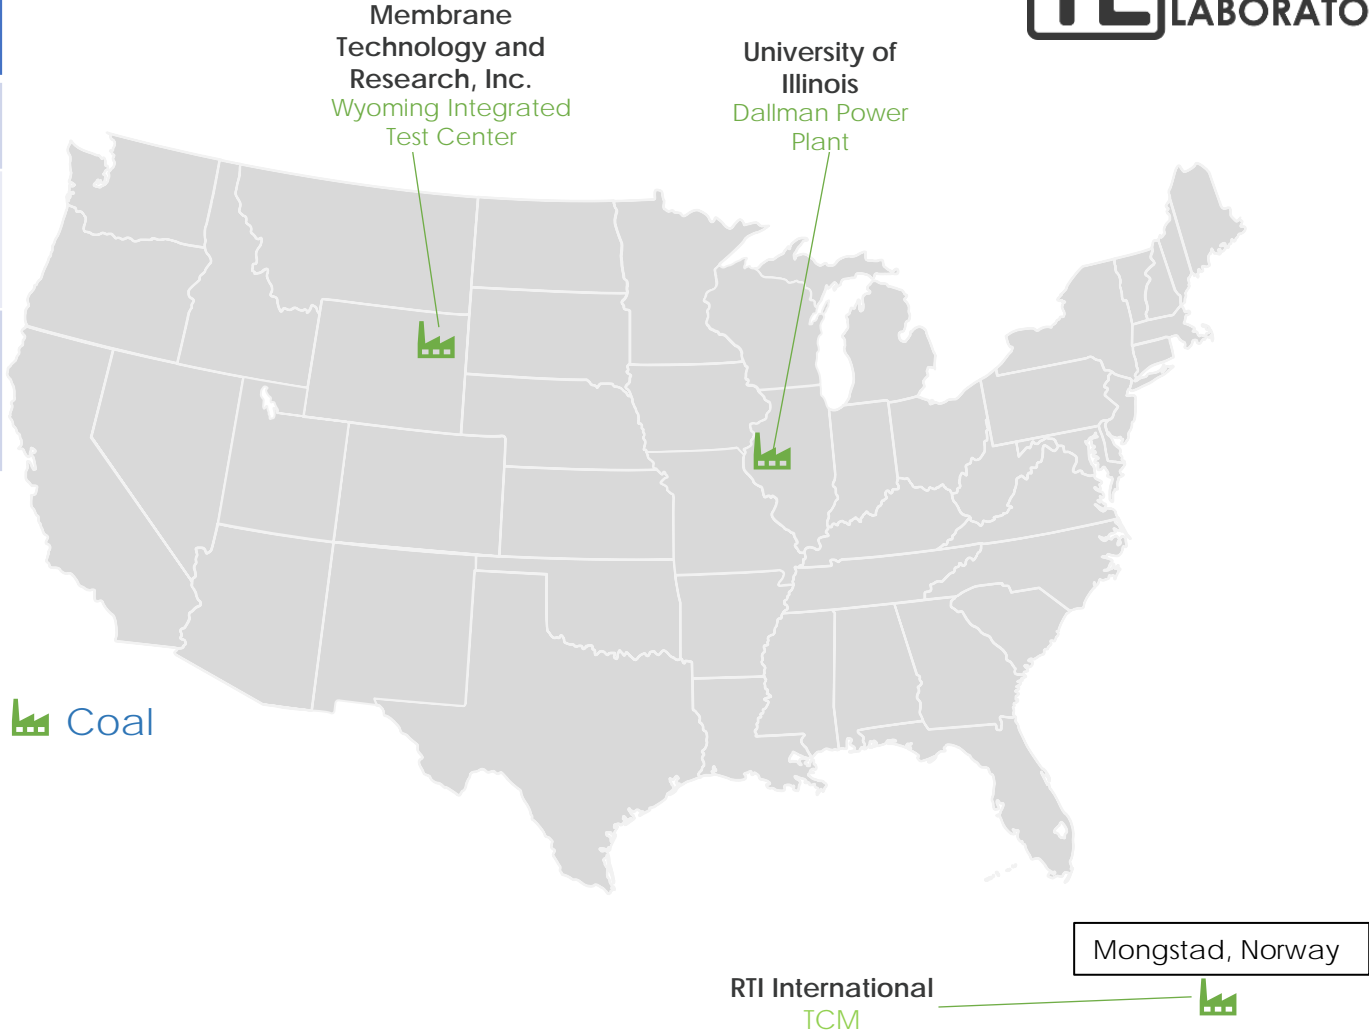 LABORATO
Membrane
Technology and
Research, Inc.
Wyoming Integrated
Test Center
University of
Illinois
Dallman Power
Plant
Coal
Mongstad, Norway
RTI International
TCM